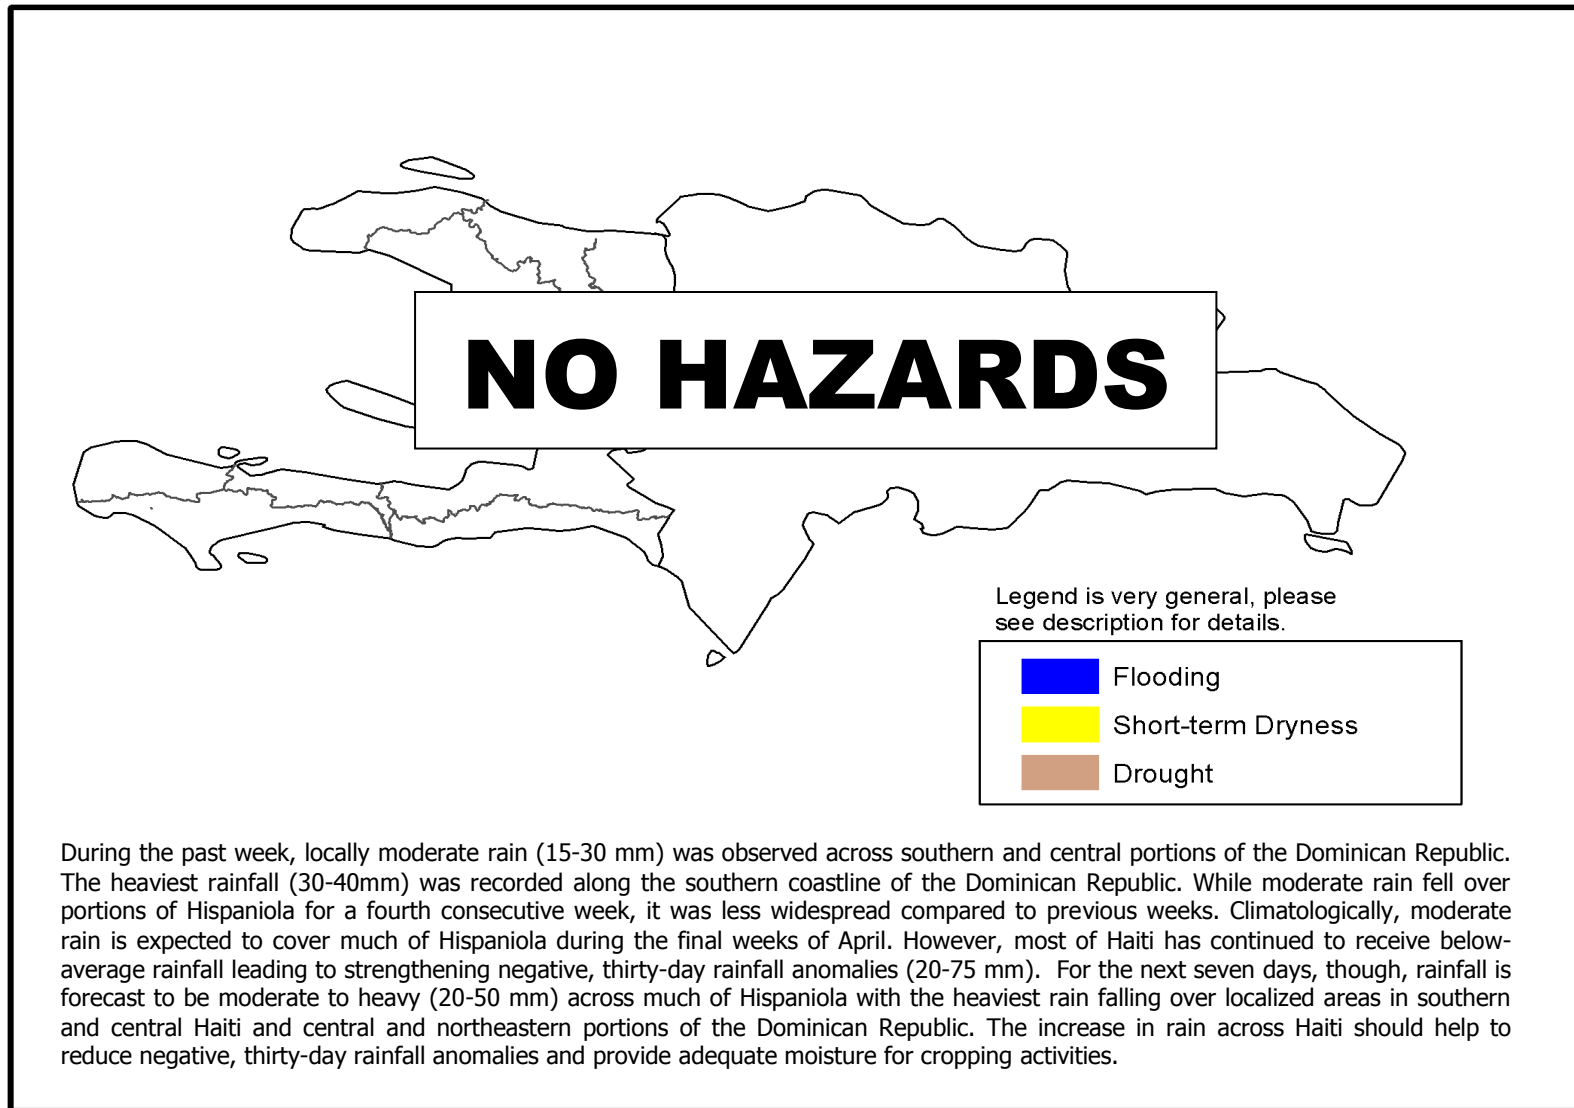 NO HAZARDS
Legend is very general, please
see description for details.
Flooding
Short-term Dryness
Drought
During the past week, locally moderate rain (15-30 mm) was observed across southern and central portions of the Dominican Republic.
The heaviest rainfall (30-40mm) was recorded along the southern coastline of the Dominican Republic. While moderate rain fell over
portions of Hispaniola for a fourth consecutive week, it was less widespread compared to previous weeks. Climatologically, moderate
rain is expected to cover much of Hispaniola during the final weeks of April. However, most of Haiti has continued to receive below-
average rainfall leading to strengthening negative, thirty-day rainfall anomalies (20-75 mm). For the next seven days, though, rainfall is
forecast to be moderate to heavy (20-50 mm) across much of Hispaniola with the heaviest rain falling over localized areas in southern
and central Haiti and central and northeastern portions of the Dominican Republic. The increase in rain across Haiti should help to
reduce negative, thirty-day rainfall anomalies and provide adequate moisture for cropping activities.